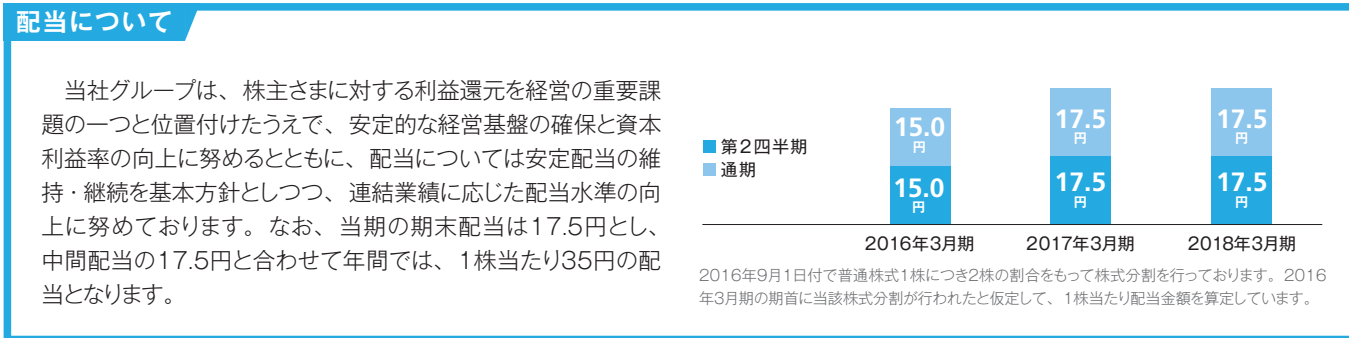 配当について
当社グループは、株主さまに対する利益還元を経営の重要課
題の一つと位置付けたうえで、安定的な経営基盤の確保と資本
利益率の向上に努めるとともに、配当については安定配当の維
持・継続を基本方針としつつ、連結業績に応じた配当水準の向
上に努めております。なお、当期の期末配当は17.5円とし、
中間配当の17.5円と合わせて年間では、1株当たり35円の配
当となります。
第2四半期
通期
15.0
円
15.0
円
17.5
円
17.5
円
17.5
円
17.5
円
2016年3月期
2017年3月期
2018年3月期
2016年9月1日付で普通株式1株につき2株の割合をもって株式分割を行っております。2016
年3月期の期首に当該株式分割が行われたと仮定して、1株当たり配当金額を算定しています。